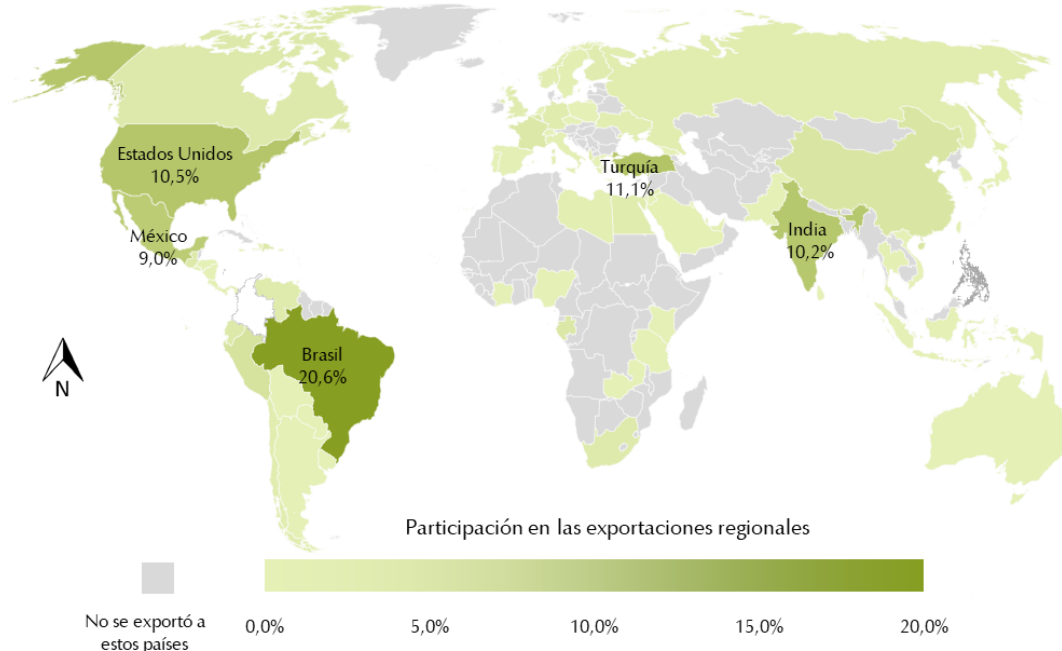 Estados Unidos
10,5%
Turquía
11,1%
México
9,0%
India
10,2%
Brasil
20,6%
N
Participación en las exportaciones regionales
No se exportó a
estos países
0,0%
5,0%
10,0%
15,0%
20,0%